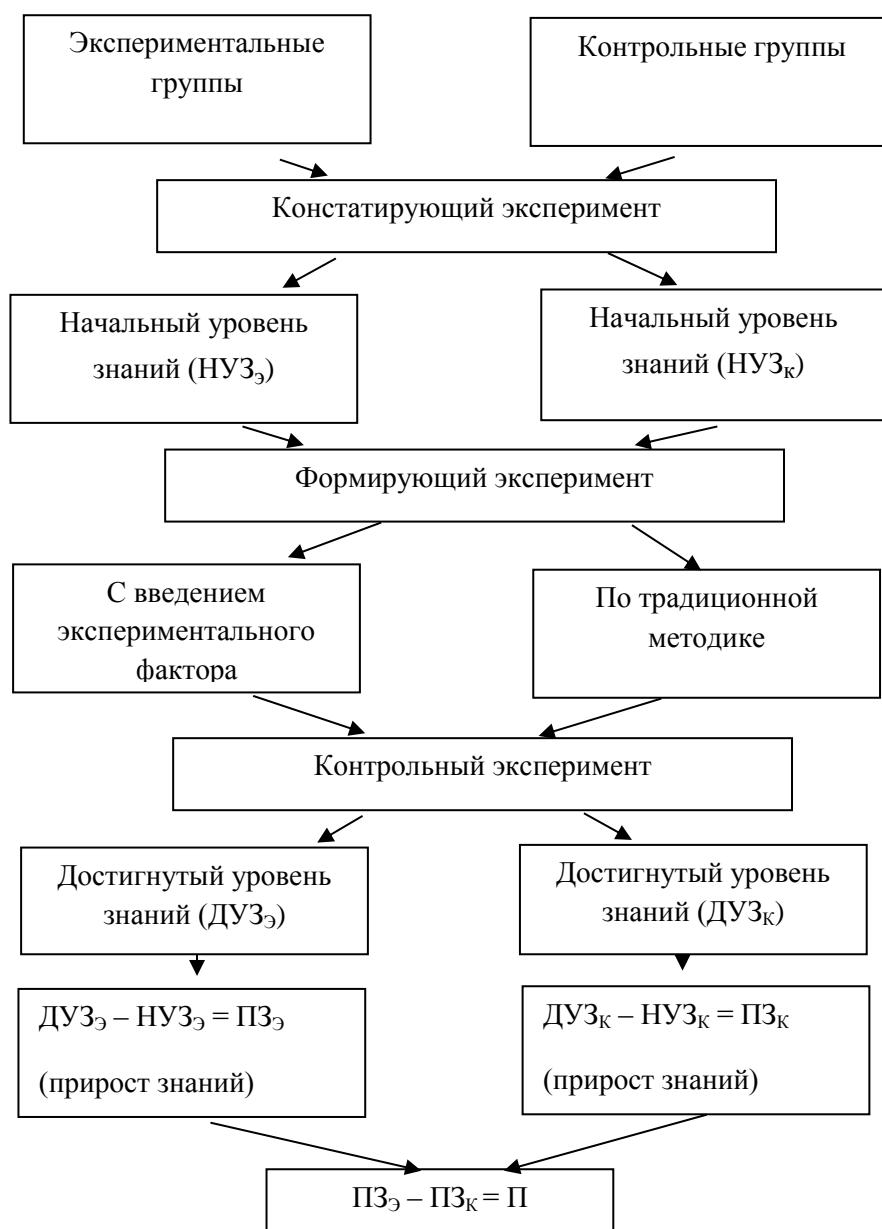 Экспериментальные
группы
Контрольные группы
Констатирующий эксперимент
Начальный уровень
знаний (НУЗэ)
Начальный уровень
знаний (НУЗк)
Формирующий эксперимент
С введением
экспериментального
фактора
По традиционной
методике
Контрольный эксперимент
Достигнутый уровень
знаний (ДУЗЭ)
Достигнутый уровень
знаний (ДУЗК)
ДУЗЭ – НУЗЭ = ПЗЭ
(прирост знаний)
ДУЗК – НУЗК = ПЗК
(прирост знаний)
ПЗЭ – ПЗК = П